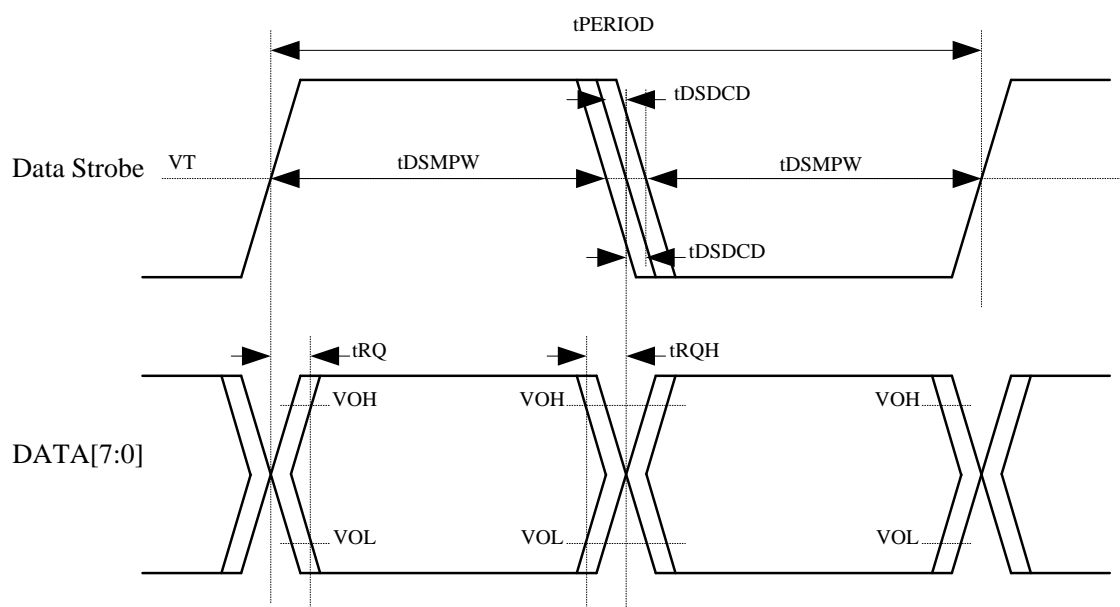 tPERIOD
tDSDCD
Data Strobe
VT
tDSMPW
tDSMPW
tDSDCD
tRQ
tRQH
VOH
VOH
VOH
DATA[7:0]
VOL
VOL
VOL